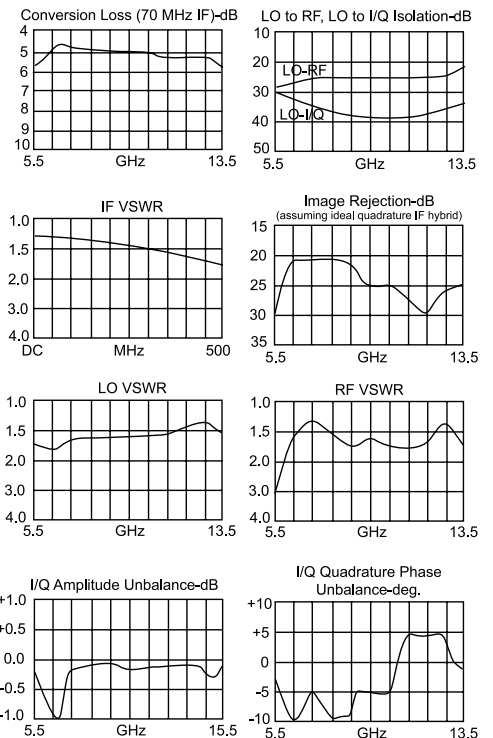 Conversion Loss (70 MHz IF)-dB
4
5
6
7
8
9
9
10
5.5 GHz 13.5
LO to RF, LO to I/Q Isolation-dB
10
20
30
40
50
LO-RF
LO-I/Q
5.5 GHz 13.5
IF VSWR
1.0
1.5
2.0
3.0
4.0
DC MHz 500
Image Rejection-dB
(assuming ideal quadrature IF hybrid)
15
20
25
30
35
5.5 GHz 13.5
LO VSWR
1.0
1.5
2.0
3.0
4.0
5.5 GHz 13.5
RF VSWR
1.0
1.5
2.0
3.0
4.0
5.5 GHz 13.5
I/Q Amplitude Unbalance-dB
+1.0
+0.5
0.0
-0.5
-1.0
5.5 GHz 15.5
I/Q Quadrature Phase
Unbalance-deg.
+10
+5
0
-5
-10
5.5 GHz 13.5